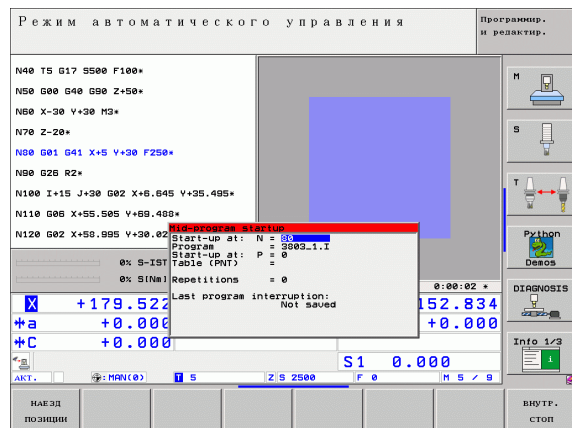 Режим автоматического управления
Программир.
и редактир.
N40 T5 G17 S500 F100*
N50 G00 G40 G90 Z+50*
N60 X-30 Y+30 M3*
N70 Z-20*
N80 G01 G41 X+5 Y+30 F250*
N90 G26 R2*
N100 I+15 J+30 G02 X+6.645 Y+35.495*
N110 G06 X+55.505 Y+69.488*
N120 G02 X+58.995 Y+30.02
Mid-program startup
Start-up at: N = 80
Program = 3803_1.I
Start-up at: P = 0
Table (PNT) =
Repetitions = 0
Last program interruption:
Not saved
0% S-IST
0% S[Nm]
0:00:02 *
X +179.522
152.834
+a +0.000
+0.000
+C +0.000
S1 0.000
АКТ.
: MAN(0)
T 5
Z S 2500
F 0
M 5 / 9
M
S
T
Python
Demos
DIAGNOSIS
Info 1/3
НАЕЗД
ПОЗИЦИИ
ВНУТР.
СТОП